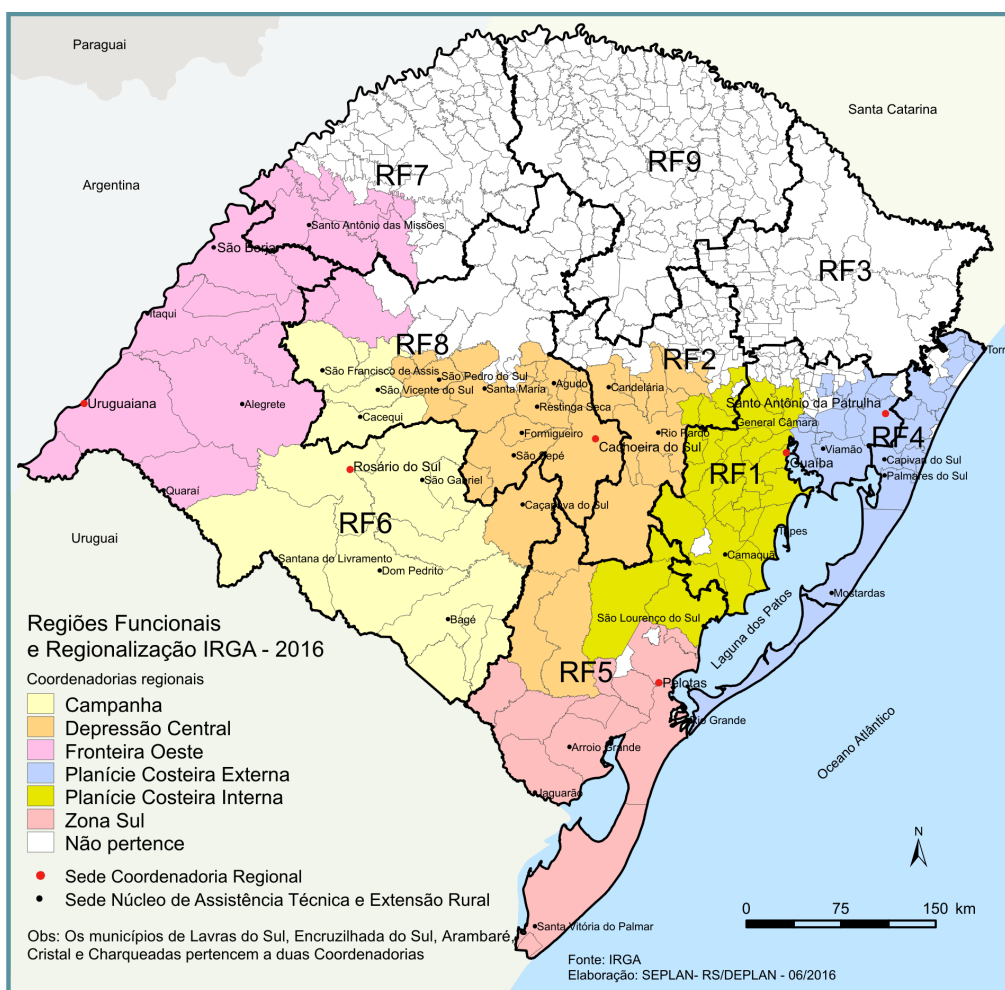 Paraguai
Santa Catarina
RF9
RF7
Argentina
Santo Antônio das Missões
São Borja
RF3
Itaqui
RF8
RF2
Torr
São Francisco de Assis
São Pedro do Sul
Santa Maria
Agudo
Candelária
São Vicente do Sul
Uruguaiana
Alegrete
Santo Antônio da Patrulha
Restinga Seca
Cacequi
General Câmara
Formigueiro
Rio Pardo
RF4
Cachoeira do Sul
Viamão
São Sepé
Guaíba
Capivari do Sul
Rosário do Sul
RF1
Palmares do Sul
São Gabriel
Quaraí
Caçapava do Sul
RF6
Tapes
Uruguai
Santana do Livramento
Camaquã
Dom Pedrito
Mostardas
Bagé
São Lourenço do Sul
Laguna dos Patos
RF5
Pelotas
Rio Grande
Oceano Atlântico
Arroio Grande
Jaguarão
Santa Vitória do Palmar
Regiões Funcionais
e Regionalização IRGA - 2016
Coordenadorias regionais
Campanha
Depressão Central
Fronteira Oeste
Planície Costeira Externa
Planície Costeira Interna
Zona Sul
Não pertence
Sede Coordenadoria Regional
Sede Núcleo de Assistência Técnica e Extensão Rural
Obs: Os municípios de Lavras do Sul, Encruzilhada do Sul, Arambaré,
Cristal e Charqueadas pertencem a duas Coordenadorias
N
0 75 150 km
Fonte: IRGA
Elaboração: SEPLAN- RS/DEPLAN - 06/2016